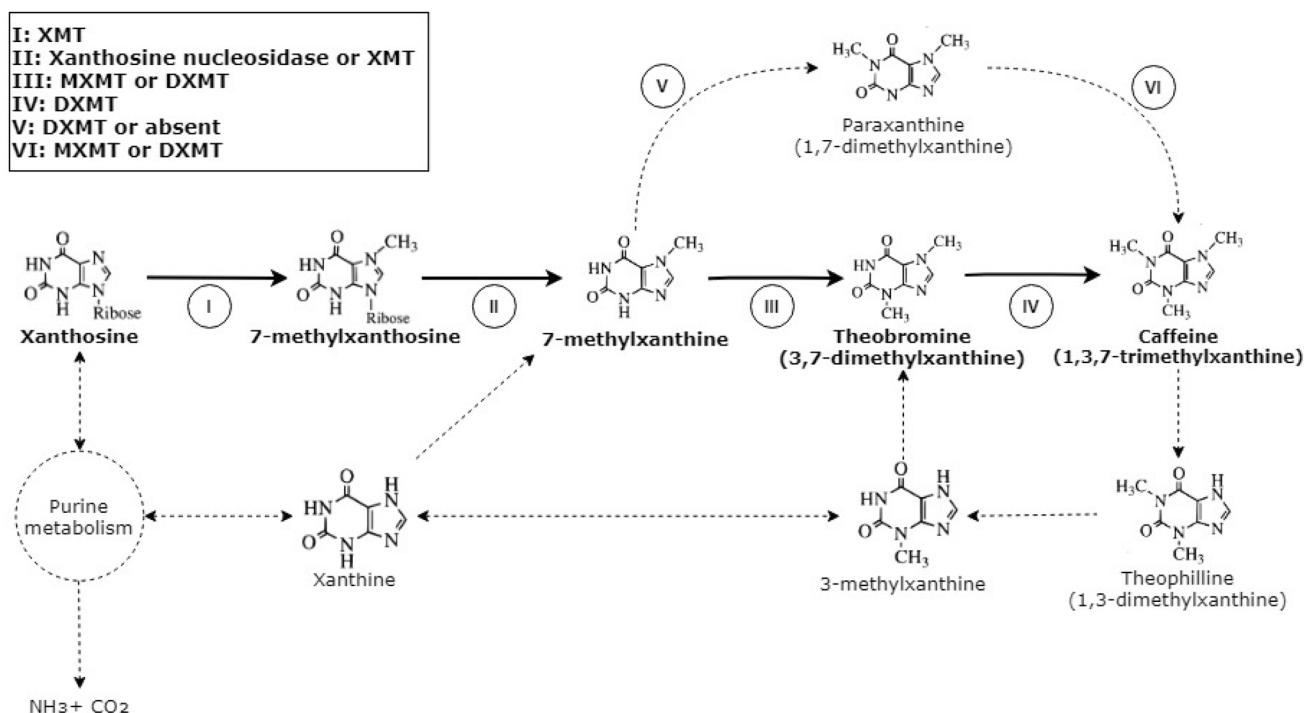 I: XMT
II: Xanthosine nucleosidase or XMT
III: MXMT or DXMT
IV: DXMT
V: DXMT or absent
VI: MXMT or DXMT
O
H₃C
N
N
CH₃
O
N
N
V
VI
Paraxanthine
(1,7-dimethylxanthine)
O
HN
N
O
N
H
N
Ribose
O
HN
N
CH₃
O
N
H
N
Ribose
O
HN
N
CH₃
O
N
H
N
O
HN
N
CH₃
O
N
N
CH₃
O
H₃C
N
N
CH₃
O
N
N
CH₃
I
II
III
IV
Xanthosine
7-methylxanthosine
7-methylxanthine
Theobromine
(3,7-dimethylxanthine)
Caffeine
(1,3,7-trimethylxanthine)
Purine
metabolism
O
H
HN
N
O
N
H
N
Xanthine
O
H
HN
N
O
N
N
CH₃
3-methylxanthine
O
H
H₃C
N
N
O
N
N
CH₃
Theophilline
(1,3-dimethylxanthine)
NH3+ CO2